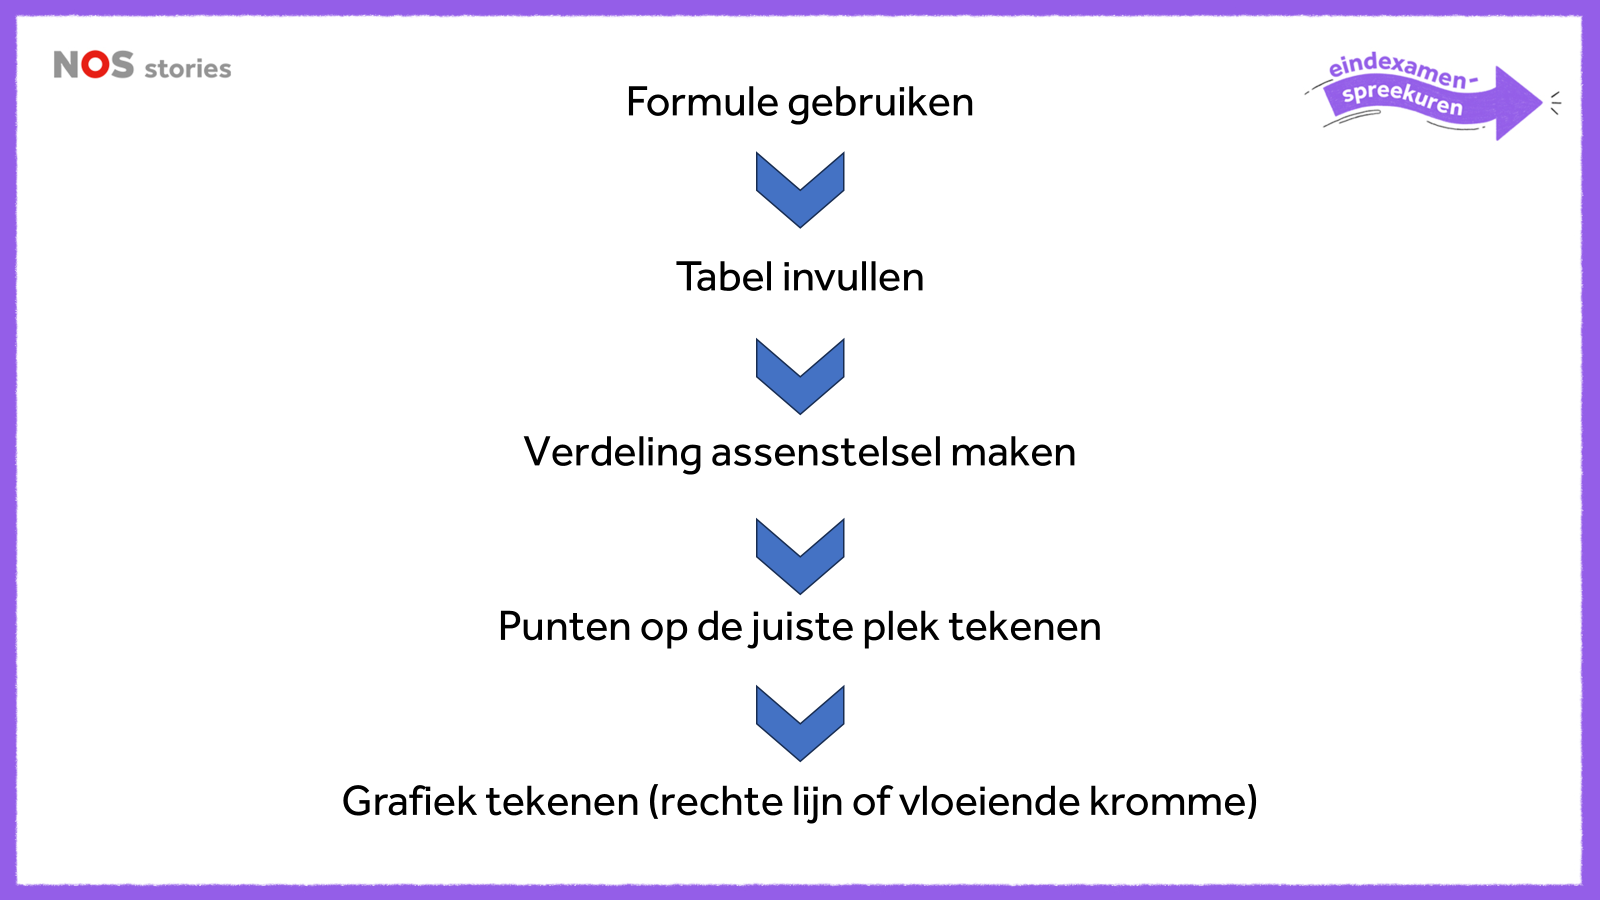 NOS stories
eindexamen-
spreekuren
Formule gebruiken
Tabel invullen
Verdeling assenstelsel maken
Punten op de juiste plek tekenen
Grafiek tekenen (rechte lijn of vloeiende kromme)